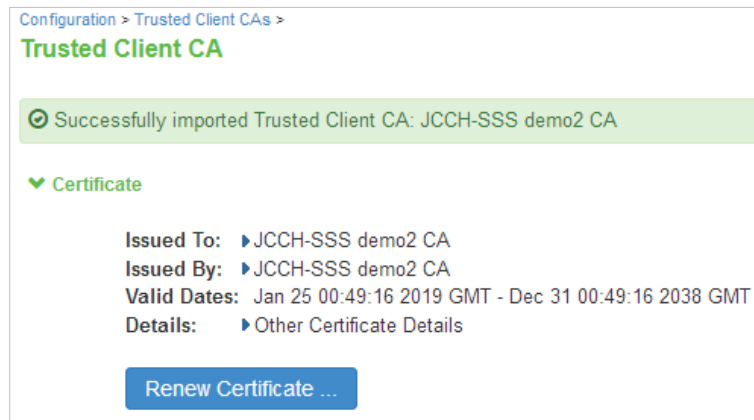 Configuration > Trusted Client CAs >
Trusted Client CA
Successfully imported Trusted Client CA: JCCH-SSS demo2 CA
Certificate
Issued To: JCCH-SSS demo2 CA
Issued By: JCCH-SSS demo2 CA
Valid Dates: Jan 25 00:49:16 2019 GMT - Dec 31 00:49:16 2038 GMT
Details: Other Certificate Details
Renew Certificate ...